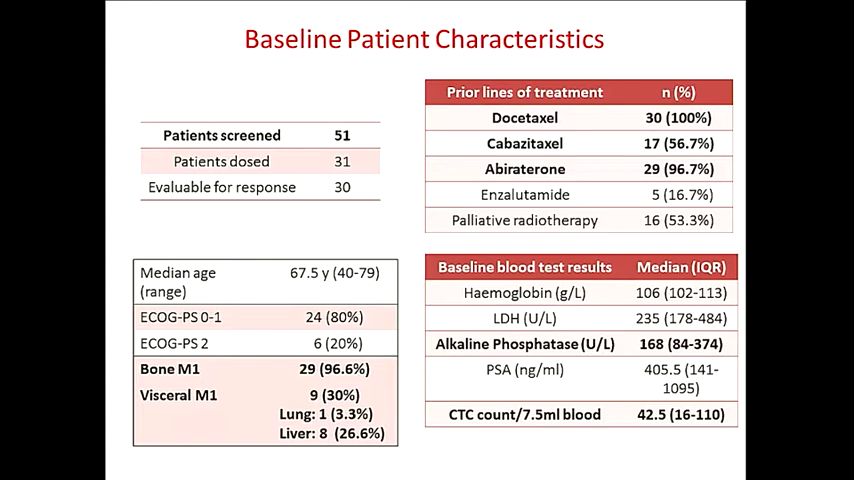 Baseline Patient Characteristics
Patients screened 51
Patients dosed 31
Evaluable for response 30
Prior lines of treatment n (%)
Docetaxel 30 (100%)
Cabazitaxel 17 (56.7%)
Abiraterone 29 (96.7%)
Enzalutamide 5 (16.7%)
Palliative radiotherapy 16 (53.3%)
Median age 67.5 y (40-79)
(range)
ECOG-PS 0-1 24 (80%)
ECOG-PS 2 6 (20%)
Bone M1 29 (96.6%)
Visceral M1 9 (30%)
Lung: 1 (3.3%)
Liver: 8 (26.6%)
Baseline blood test results Median (IQR)
Haemoglobin (g/L) 106 (102-113)
LDH (U/L) 235 (178-484)
Alkaline Phosphatase (U/L) 168 (84-374)
PSA (ng/ml) 405.5 (141-
1095)
CTC count/7.5ml blood 42.5 (16-110)